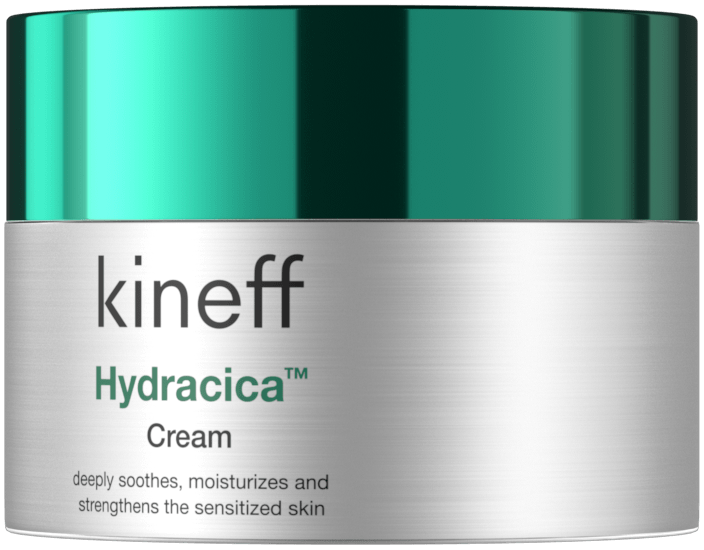 kineff
Hydracica™
Cream
deeply soothes, moisturizes and
strengthens the sensitized skin